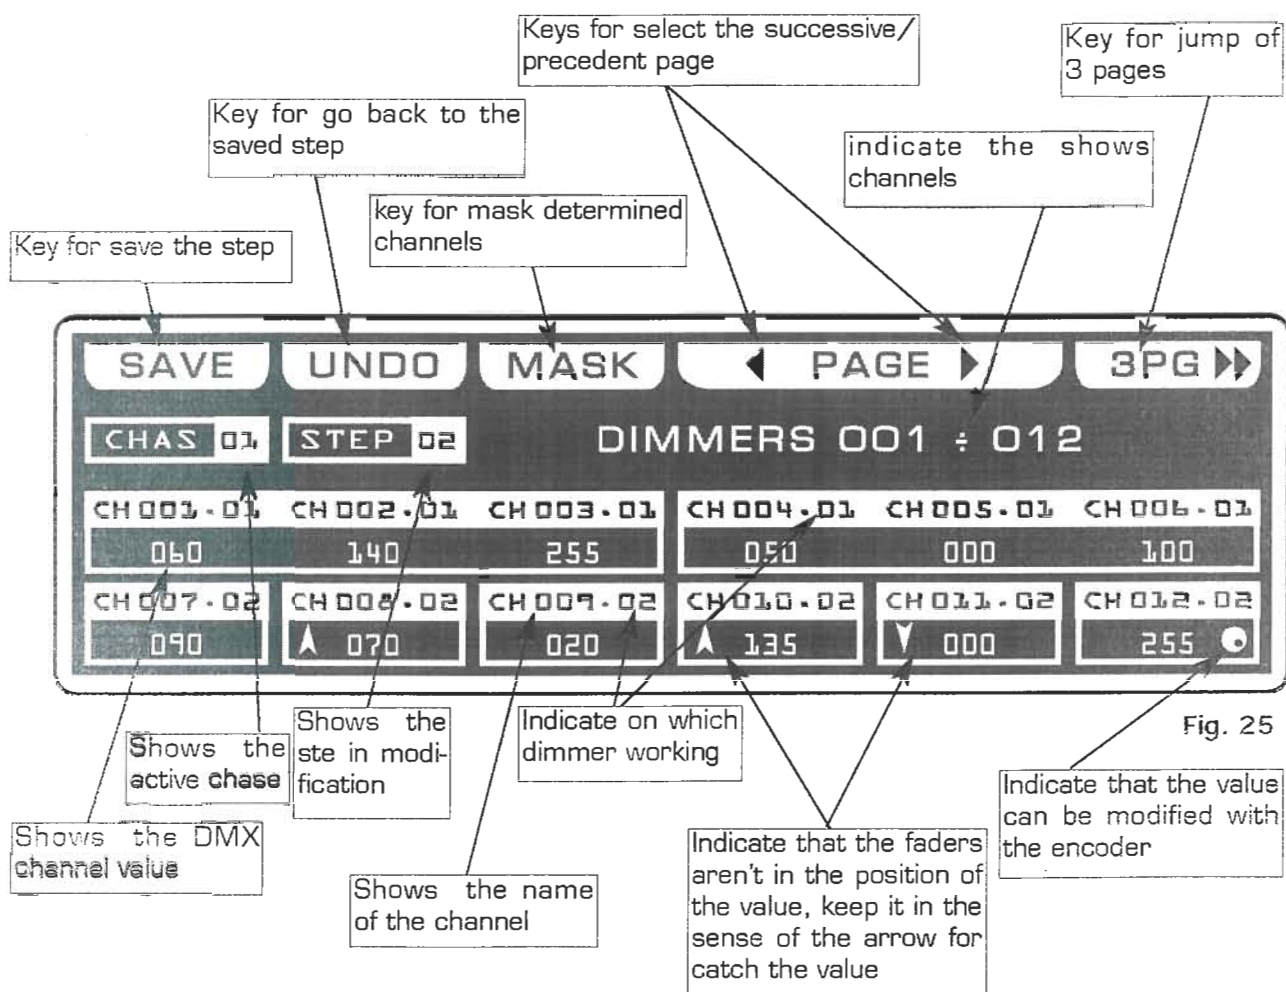 Keys for select the successive/
precedent page
Key for jump of
3 pages
Key for go back to the
saved step
indicate the shows
channels
key for mask determined
channels
Key for save the step
SAVE UNDO MASK PAGE 3PG
CHAS 01 STEP 02 DIMMERS 001 ÷ 012
CH001.01 CH002.01 CH003.01 CH004.01 CH005.01 CH006.01
060 140 255 050 000 100
CH007.02 CH008.02 CH009.02 CH010.02 CH011.02 CH012.02
090 070 020 135 000 255
Fig. 25
Shows the
active chase
Shows the
ste in modi-
fication
Indicate on which
dimmer working
Indicate that the value
can be modified with
the encoder
Shows the DMX
channel value
Shows the name
of the channel
Indicate that the faders
aren't in the position of
the value, keep it in the
sense of the arrow for
catch the value